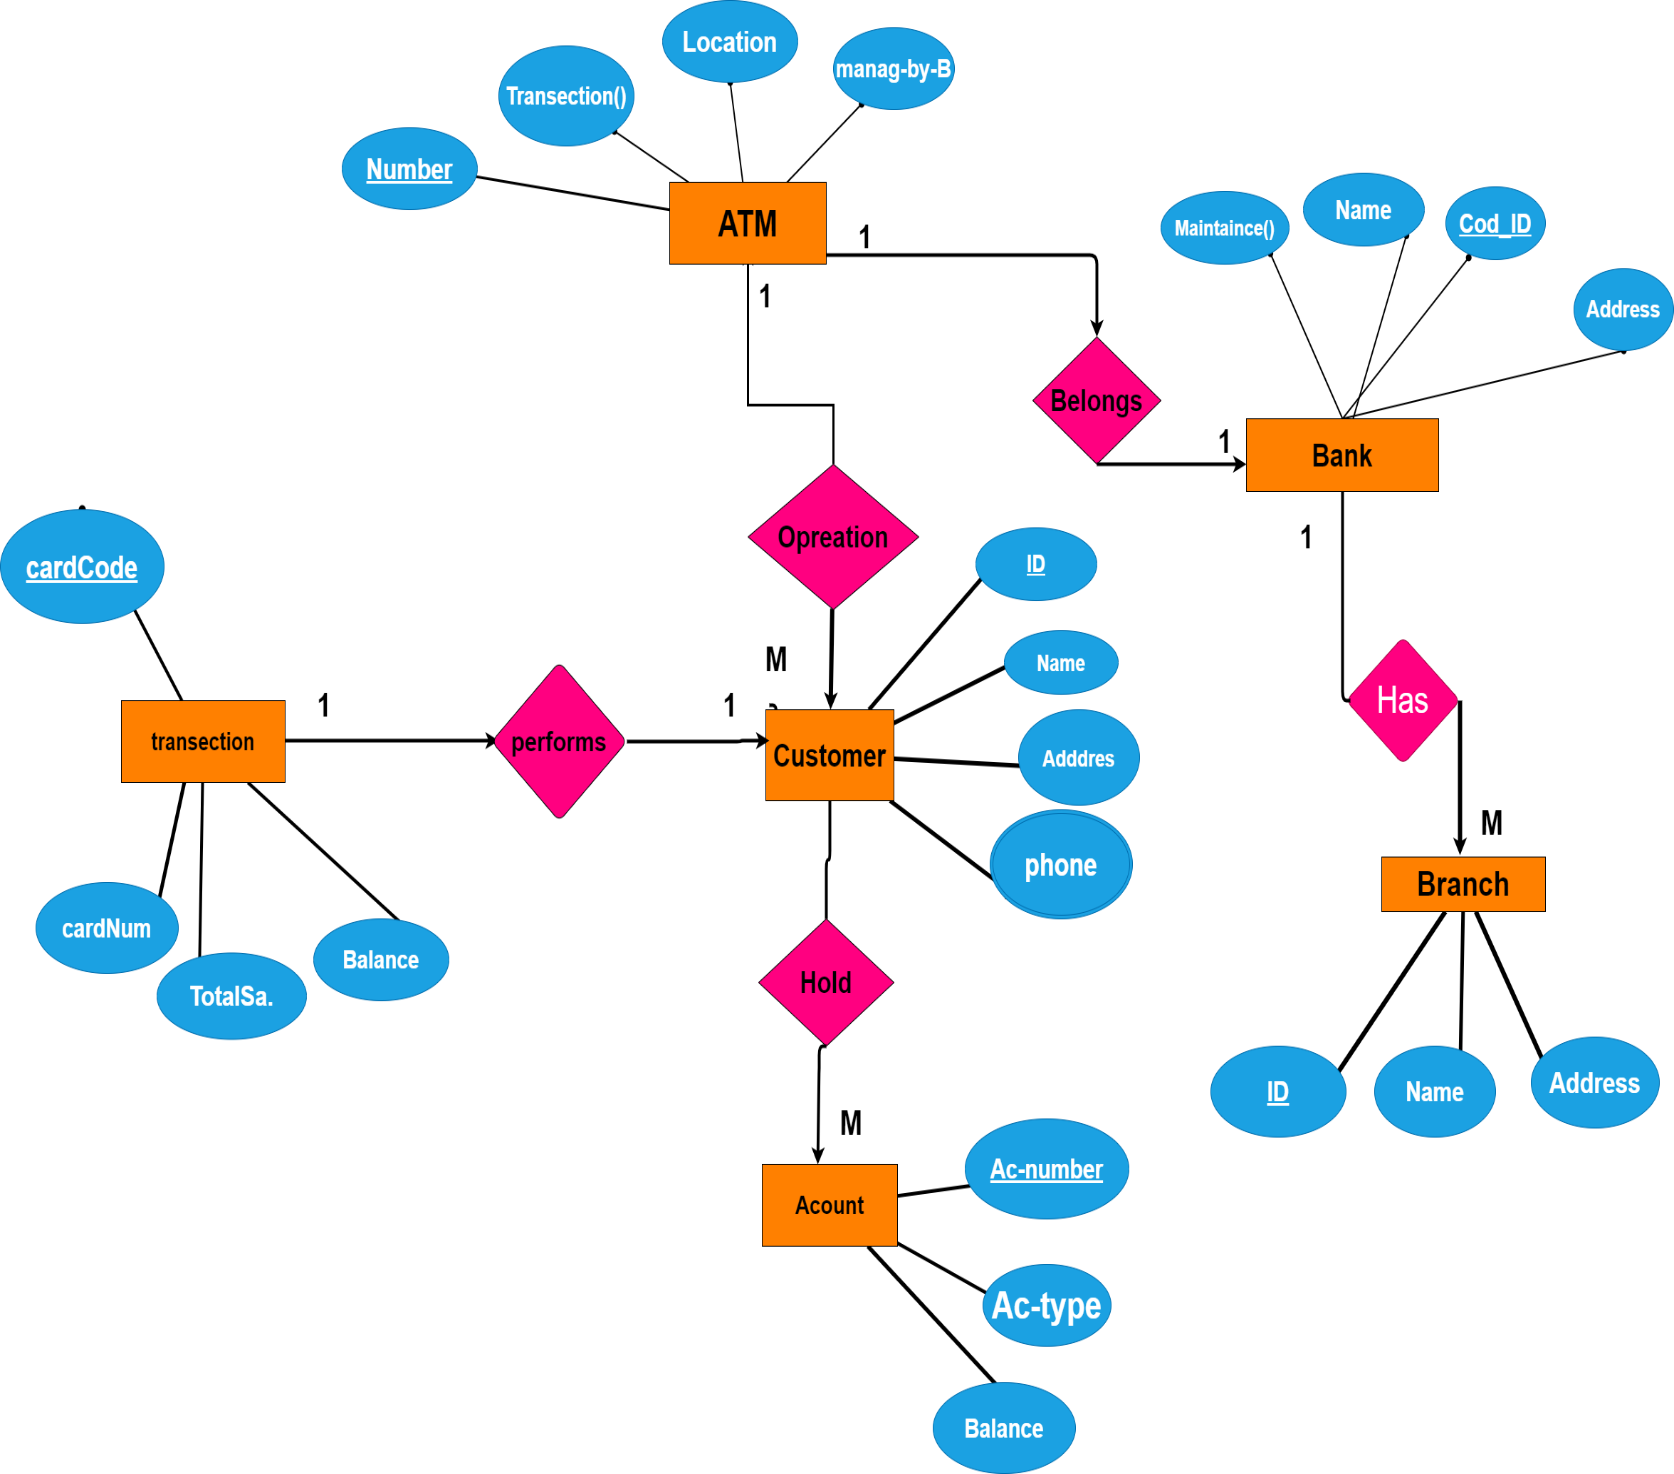 Location
manag-by-B
Transection()
Number
ATM
1
1
Maintaince()
Name
Cod_ID
Address
Belongs
1
Bank
1
Opreation
cardCode
ID
M
Name
1
1
transection
performs
Customer
Adddres
phone
Has
M
Branch
cardNum
TotalSa.
Balance
Hold
ID
Name
Address
M
Acount
Ac-number
Ac-type
Balance